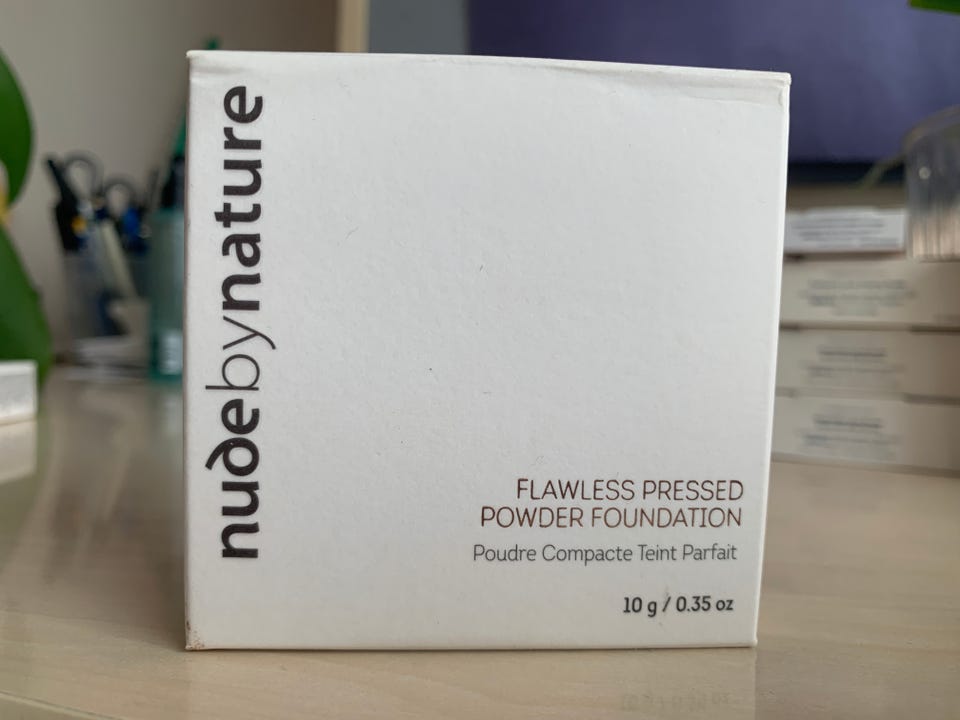 nudebynature
FLAWLESS PRESSED
POWDER FOUNDATION
Poudre Compacte Teint Parfait
10 g / 0.35 oz